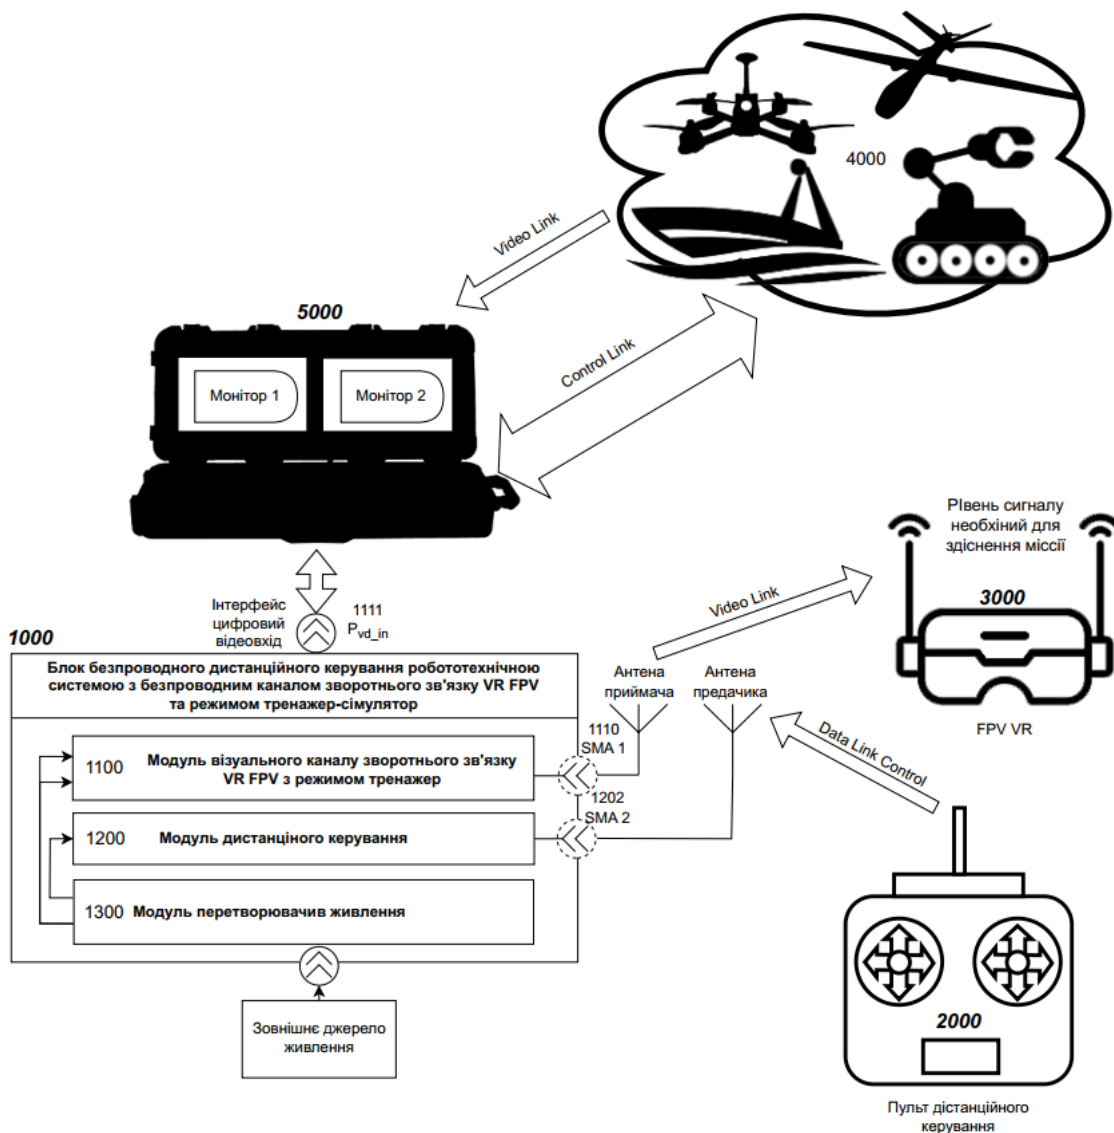 4000
Video Link
5000
Control Link
Монітор 1
Монітор 2
РІвень сигналу
необхіний для
здіснення міссії
3000
FPV VR
Video Link
Інтерфейс
цифровий
відеовхід
1111
Pvd_in
1000
Блок безпроводного дистанційного керування робототехнічною
системою з безпроводним каналом зворотнього зв'язку VR FPV
та режимом тренажер-сімулятор
Антена
приймача
Антена
предачика
Data Link Control
1110
SMA 1
1100
Модуль візуального каналу зворотнього зв'язку
VR FPV з режимом тренажер
1202
SMA 2
1200
Модуль дистанціного керування
1300
Модуль перетворювачив живлення
Зовнішнє джерело
живлення
2000
Пульт дістанційного
керування